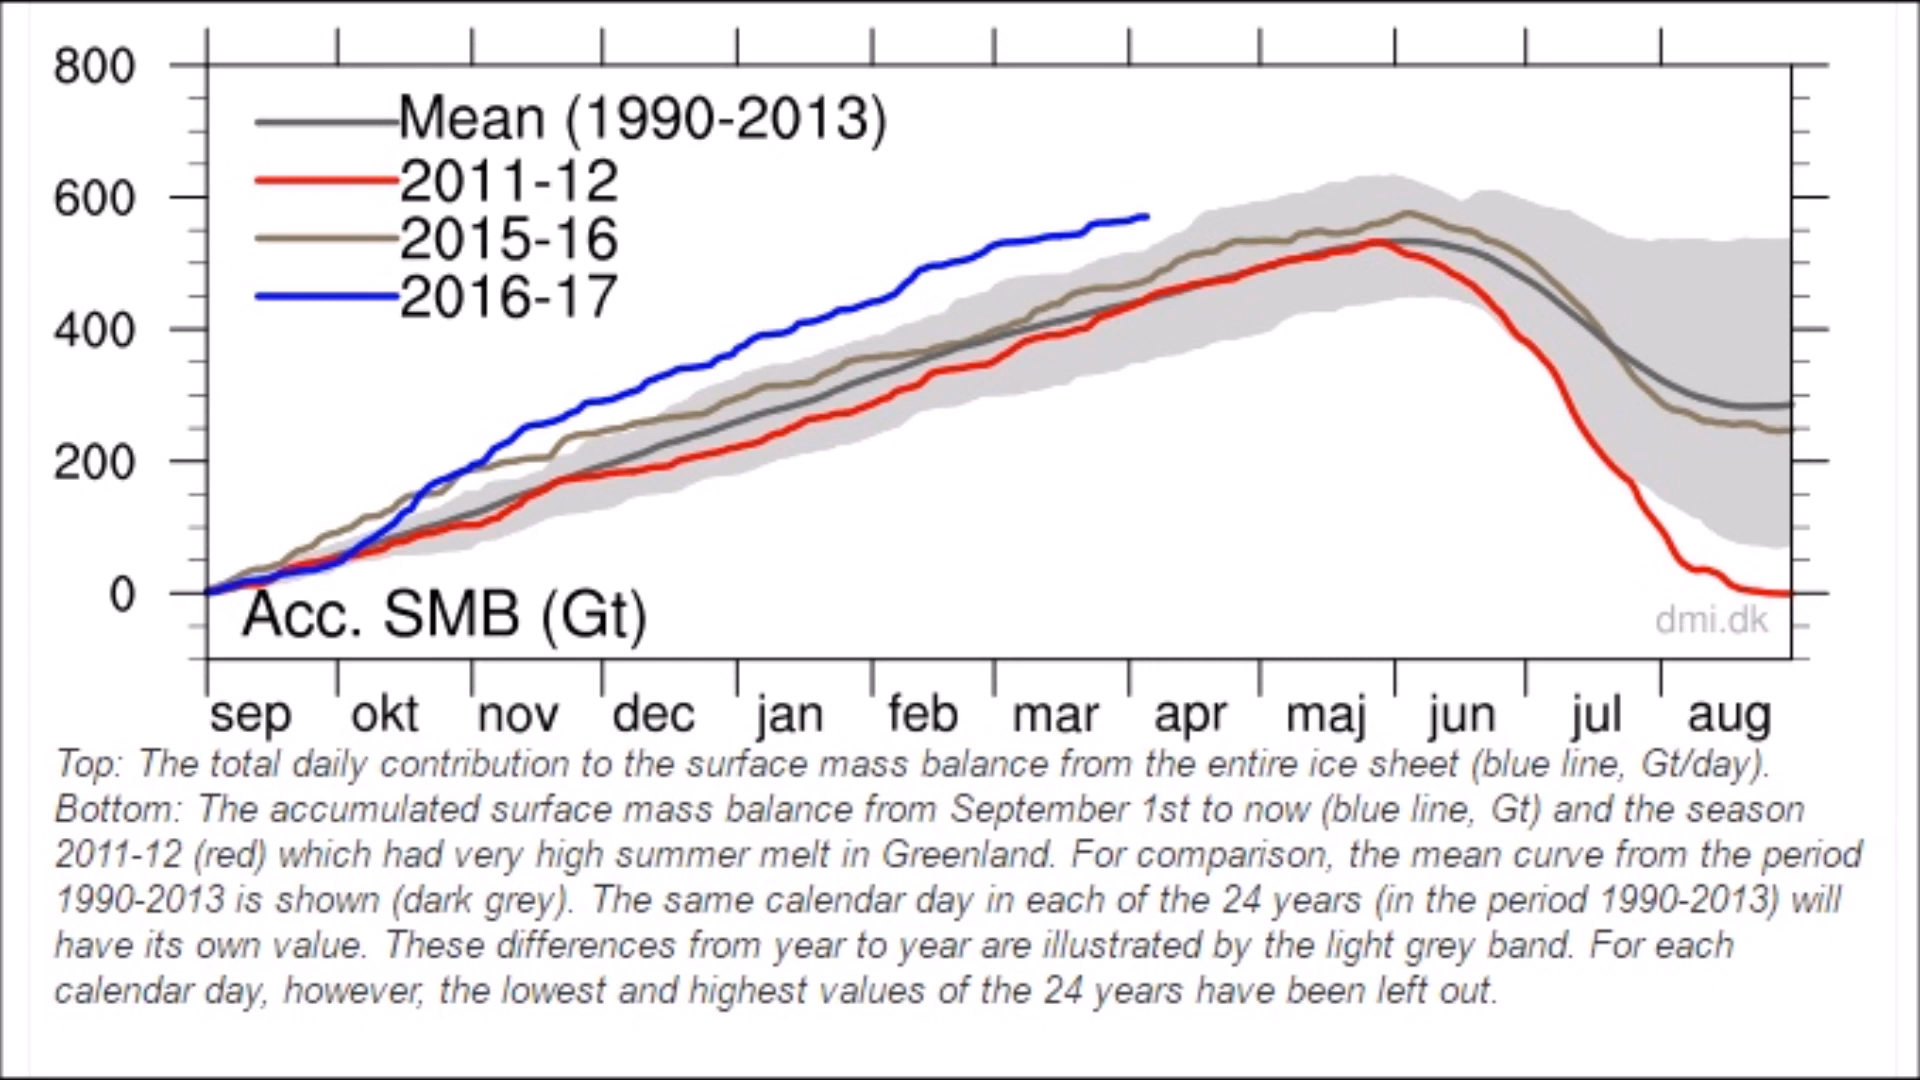 800
600
400
200
0
Mean (1990-2013)
2011-12
2015-16
2016-17
Acc. SMB (Gt)
dmi.dk
sep okt nov dec jan feb mar apr maj jun jul aug
Top: The total daily contribution to the surface mass balance from the entire ice sheet (blue line, Gt/day).
Bottom: The accumulated surface mass balance from September 1st to now (blue line, Gt) and the season
2011-12 (red) which had very high summer melt in Greenland. For comparison, the mean curve from the period
1990-2013 is shown (dark grey). The same calendar day in each of the 24 years (in the period 1990-2013) will
have its own value. These differences from year to year are illustrated by the light grey band. For each
calendar day, however, the lowest and highest values of the 24 years have been left out.